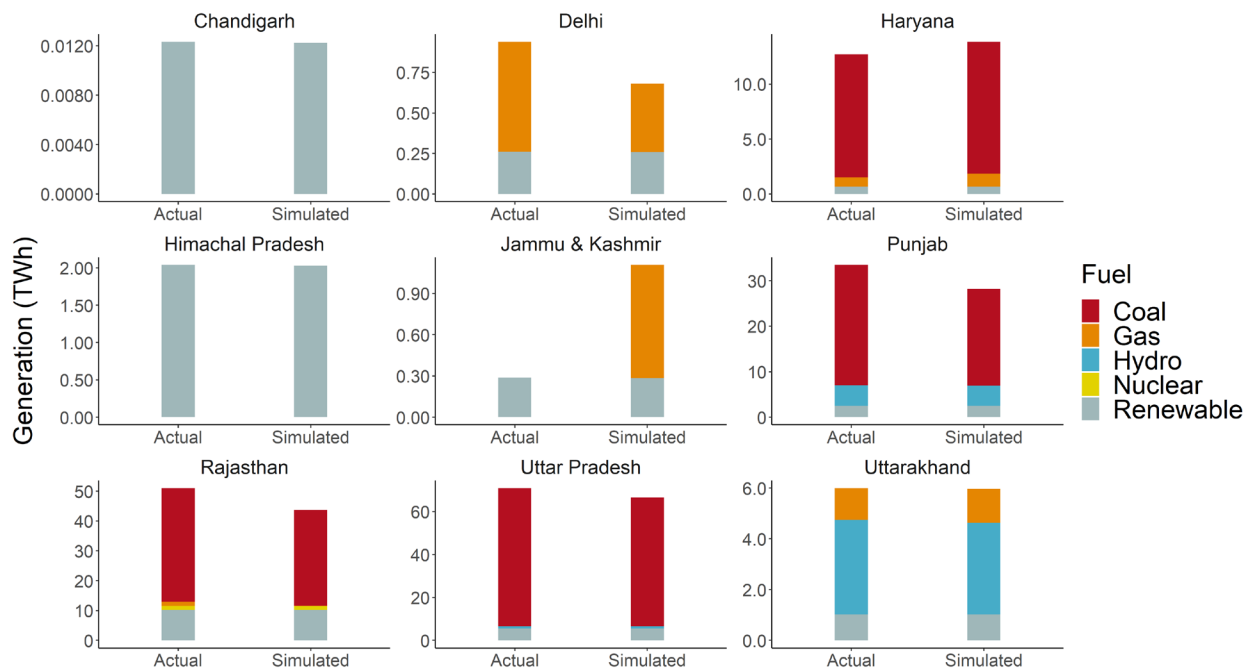 Generation (TWh)
Chandigarh
0.0120
0.0080
0.0040
0.0000
Actual Simulated
Delhi
0.75
0.50
0.25
0.00
Actual Simulated
Haryana
10.0
5.0
0.0
Actual Simulated
Himachal Pradesh
2.00
1.50
1.00
0.50
0.00
Actual Simulated
Jammu & Kashmir
0.90
0.60
0.30
0.00
Actual Simulated
Punjab
30
20
10
0
Actual Simulated
Rajasthan
50
40
30
20
10
0
Actual Simulated
Uttar Pradesh
60
40
20
0
Actual Simulated
Uttarakhand
6.0
4.0
2.0
0.0
Actual Simulated
Fuel
Coal
Gas
Hydro
Nuclear
Renewable